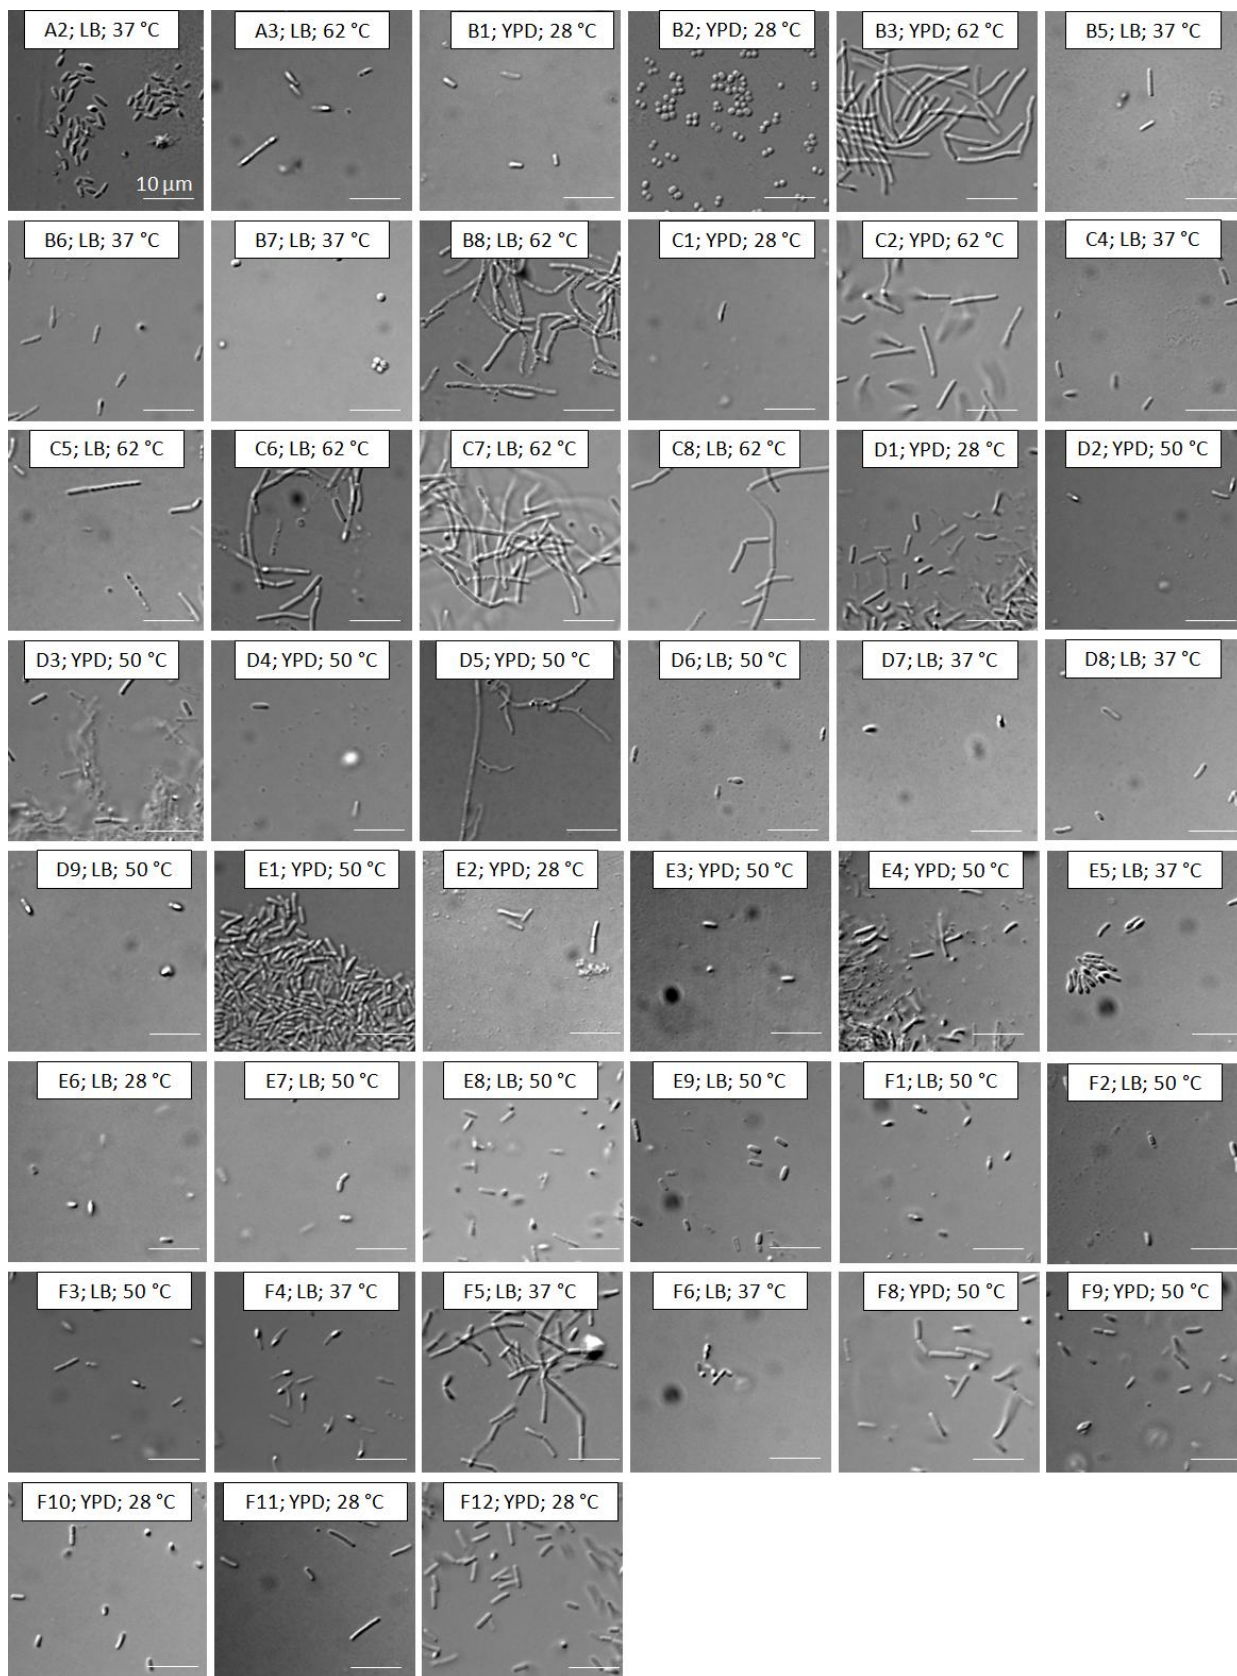 A2; LB; 37 °C
A3; LB; 62 °C
B1; YPD; 28 °C
B2; YPD; 28 °C
B3; YPD; 62 °C
B5; LB; 37 °C
10 µm
B6; LB; 37 °C
B7; LB; 37 °C
B8; LB; 62 °C
C1; YPD; 28 °C
C2; YPD; 62 °C
C4; LB; 37 °C
C5; LB; 62 °C
C6; LB; 62 °C
C7; LB; 62 °C
C8; LB; 62 °C
D1; YPD; 28 °C
D2; YPD; 50 °C
D3; YPD; 50 °C
D4; YPD; 50 °C
D5; YPD; 50 °C
D6; LB; 50 °C
D7; LB; 37 °C
D8; LB; 37 °C
D9; LB; 50 °C
E1; YPD; 50 °C
E2; YPD; 28 °C
E3; YPD; 50 °C
E4; YPD; 50 °C
E5; LB; 37 °C
E6; LB; 28 °C
E7; LB; 50 °C
E8; LB; 50 °C
E9; LB; 50 °C
F1; LB; 50 °C
F2; LB; 50 °C
F3; LB; 50 °C
F4; LB; 37 °C
F5; LB; 37 °C
F6; LB; 37 °C
F8; YPD; 50 °C
F9; YPD; 50 °C
F10; YPD; 28 °C
F11; YPD; 28 °C
F12; YPD; 28 °C